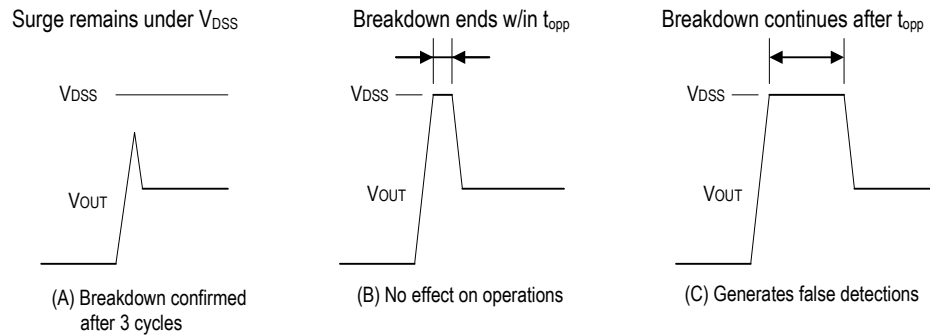 Surge remains under VDSS
Breakdown ends w/in topp
Breakdown continues after topp
VDSS
VOUT
VDSS
VOUT
VDSS
VOUT
(A) Breakdown confirmed
after 3 cycles
(B) No effect on operations
(C) Generates false detections